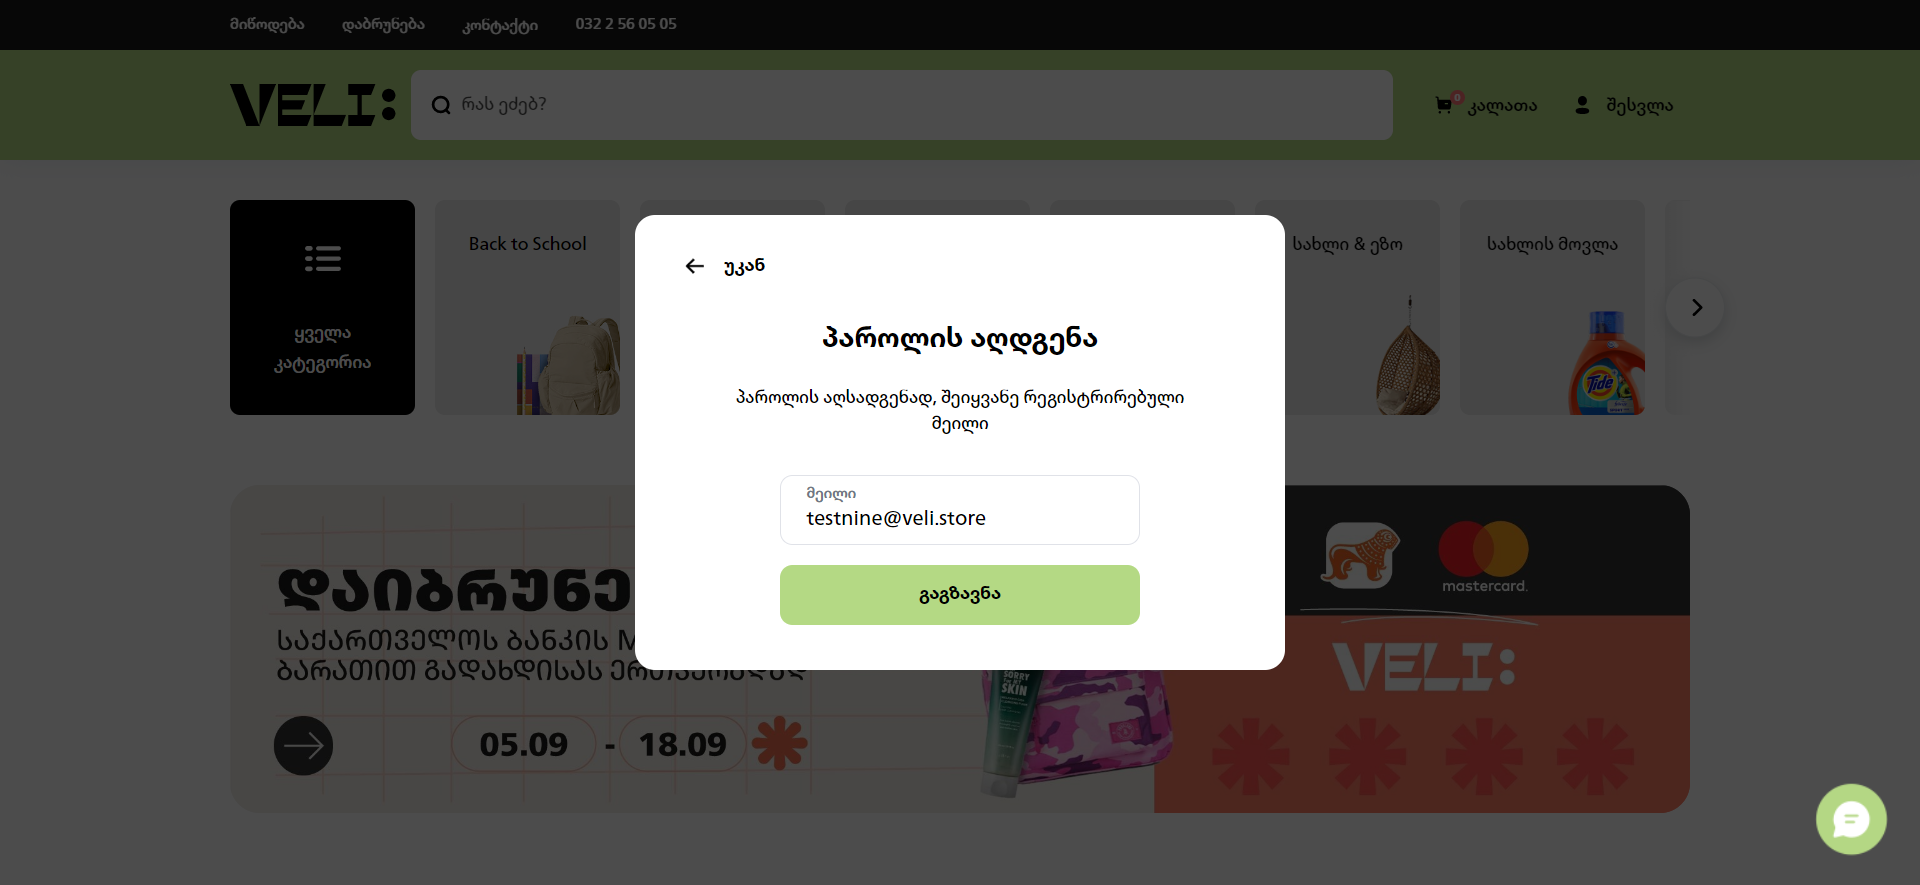 მიწოდება დაბრუნება კონტაქტი 032 2 56 05 05
VELI:
რას ეძებ?
0
კალათა
შესვლა
ყველა
კატეგორია
Back to School
სახლი & ეზო
სახლის მოვლა
Tide
უკან
პაროლის აღდგენა
პაროლის აღსადგენად, შეიყვანე რეგისტრირებული
მეილი
მეილი
testnine@veli.store
გაგზავნა
დაიბრუნე
საქართველოს ბანკის M
ბარათით გადახდისას
05.09 - 18.09
SORRY
SKIN
mastercard.
VELI: